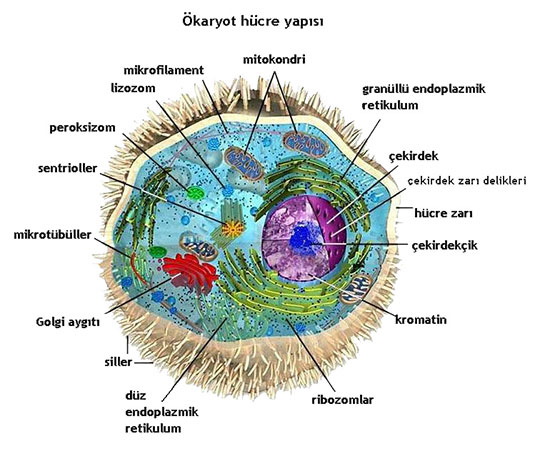 Ökaryot hücre yapısı
mitokondri
mikrofilament
lizozom
granüllü endoplazmik
retikulum
peroksizom
çekirdek
sentrioller
çekirdek zarı delikleri
hücre zarı
mikrotübüller
çekirdekçik
Golgi aygıtı
kromatin
siller
düz
endoplazmik
retikulum
ribozomlar